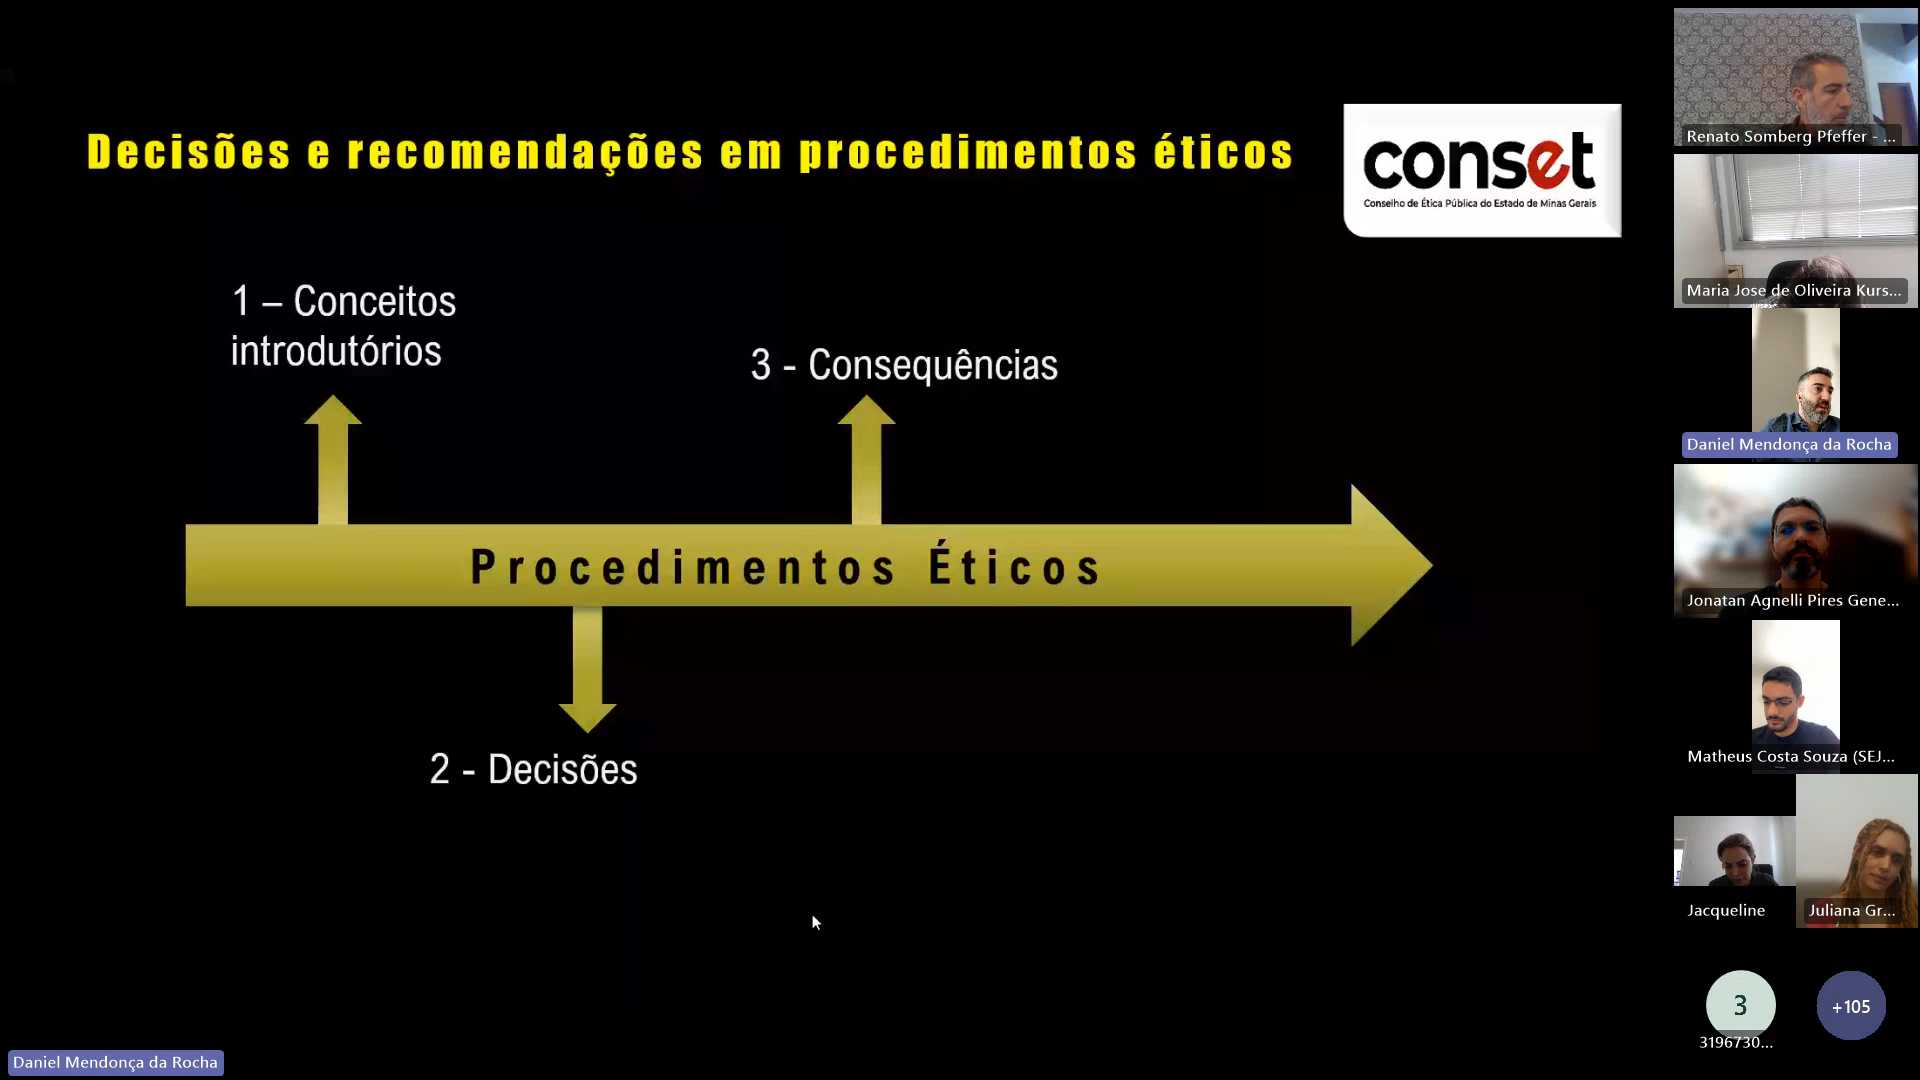 Decisões e recomendações em procedimentos éticos
conset
Conselho de Ética Pública do Estado de Minas Gerais
1 – Conceitos
introdutórios
3 - Consequências
Procedimentos Éticos
2 - Decisões
Daniel Mendonça da Rocha
Renato Somberg Pfeffer - ...
Maria Jose de Oliveira Kurs...
Daniel Mendonça da Rocha
Jonatan Agnelli Pires Gene...
Matheus Costa Souza (SEJ...
Jacqueline
Juliana Gr...
3
+105
3196730...